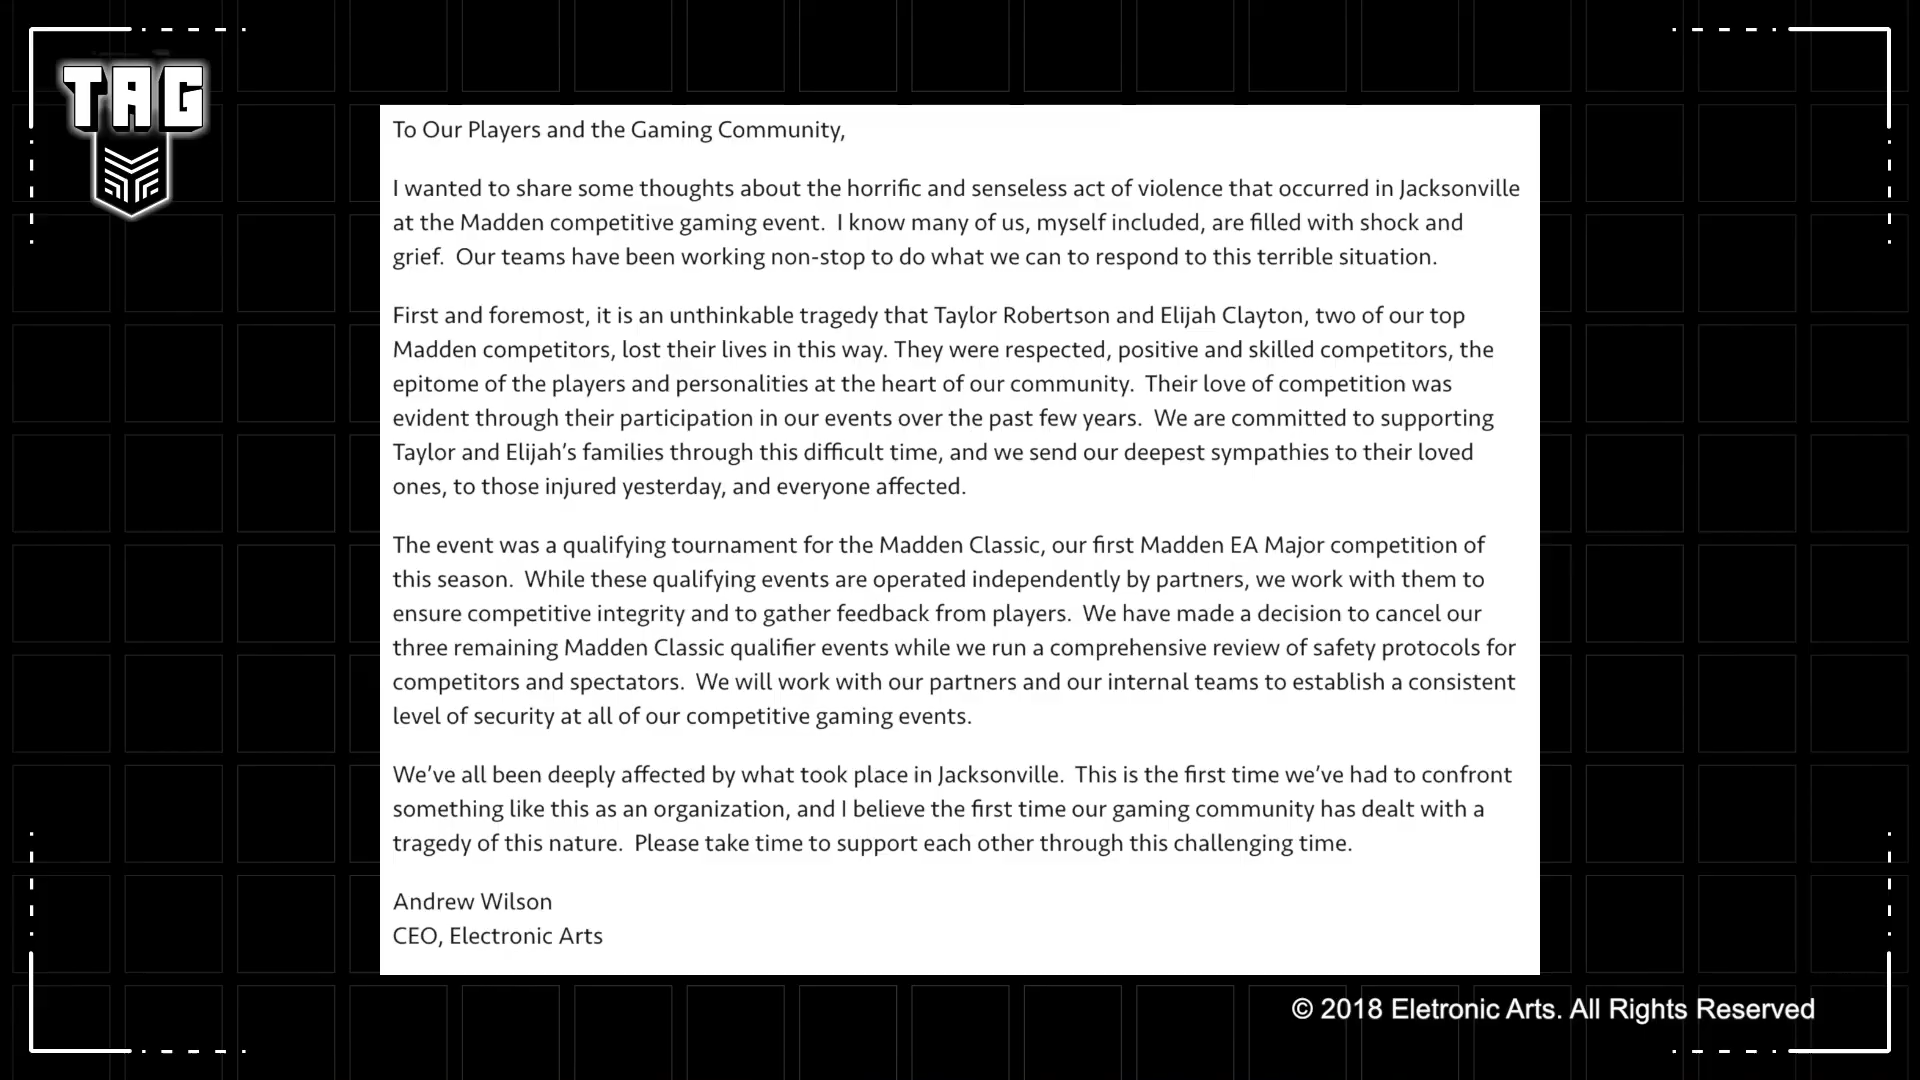 TAG
To Our Players and the Gaming Community,
I wanted to share some thoughts about the horrific and senseless act of violence that occurred in Jacksonville
at the Madden competitive gaming event.  I know many of us, myself included, are filled with shock and
grief.  Our teams have been working non-stop to do what we can to respond to this terrible situation.
First and foremost, it is an unthinkable tragedy that Taylor Robertson and Elijah Clayton, two of our top
Madden competitors, lost their lives in this way. They were respected, positive and skilled competitors, the
epitome of the players and personalities at the heart of our community.  Their love of competition was
evident through their participation in our events over the past few years.  We are committed to supporting
Taylor and Elijah’s families through this difficult time, and we send our deepest sympathies to their loved
ones, to those injured yesterday, and everyone affected.
The event was a qualifying tournament for the Madden Classic, our first Madden EA Major competition of
this season.  While these qualifying events are operated independently by partners, we work with them to
ensure competitive integrity and to gather feedback from players.  We have made a decision to cancel our
three remaining Madden Classic qualifier events while we run a comprehensive review of safety protocols for
competitors and spectators.  We will work with our partners and our internal teams to establish a consistent
level of security at all of our competitive gaming events.
We’ve all been deeply affected by what took place in Jacksonville.  This is the first time we’ve had to confront
something like this as an organization, and I believe the first time our gaming community has dealt with a
tragedy of this nature.  Please take time to support each other through this challenging time.
Andrew Wilson
CEO, Electronic Arts
© 2018 Eletronic Arts. All Rights Reserved